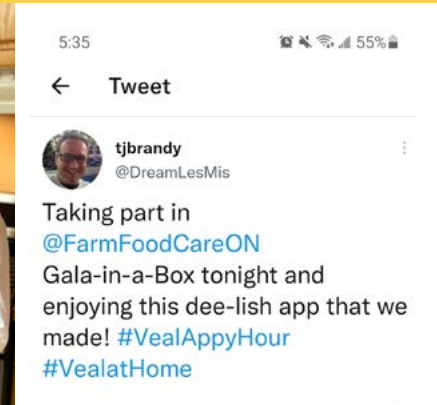 5:35 55%
← Tweet
tjbrandy
@DreamLesMis
Taking part in
@FarmFoodCareON
Gala-in-a-Box tonight and
enjoying this dee-lish app that we
made! #VealAppyHour
#VealatHome